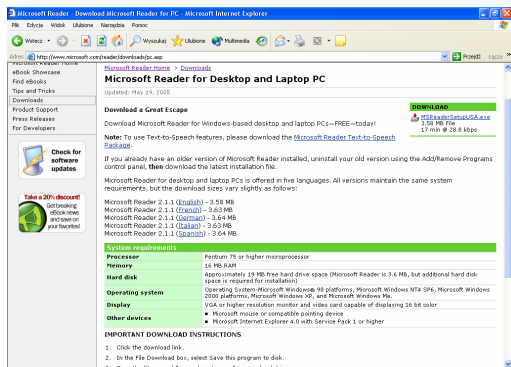 Microsoft Reader - Download Microsoft Reader for PC - Microsoft Internet Explorer
Plik Edycja Widok Ulubione Narzędzia Pomoc
Wstecz Wyszukaj Ulubione Multimedia
Adres http://www.microsoft.com/reader/downloads/pc.asp Przejdź Łącza
Microsoft Reader Home
eBook Showcase
Find eBooks
Tips and Tricks
Downloads
Product Support
Press Releases
For Developers
Check for
software
updates
Take a 20% discount!
Get breaking
eBook news
and save on
your favorites!
Microsoft Reader Home > Downloads
Microsoft Reader for Desktop and Laptop PC
Updated: May 19, 2005
Download a Great Escape
Download Microsoft Reader for Windows-based desktop and laptop PCs—FREE—today!
Note: To use Text-to-Speech features, please download the Microsoft Reader Text-to-Speech
Package.
DOWNLOAD
MSReaderSetupUSA.exe
3.58 MB File
17 min @ 28.8 kbps
If you already have an older version of Microsoft Reader installed, uninstall your old version using the Add/Remove Programs
control panel, then download the latest installation file.
Microsoft Reader for desktop and laptop PCs is offered in five languages. All versions maintain the same system
requirements, but the download sizes vary slightly as follows:
Microsoft Reader 2.1.1 (English) - 3.58 MB
Microsoft Reader 2.1.1 (French) - 3.63 MB
Microsoft Reader 2.1.1 (German) - 3.64 MB
Microsoft Reader 2.1.1 (Italian) - 3.63 MB
Microsoft Reader 2.1.1 (Spanish) - 3.64 MB
System requirements
Processor Pentium 75 or higher microprocessor
Memory 16 MB RAM
Hard disk Approximately 19 MB free hard drive space (Microsoft Reader is 3.6 MB, but additional hard disk
space is required for installation)
Operating system Operating System-Microsoft Windows® 98 platforms, Microsoft Windows NT4 SP6, Microsoft Windows
2000 platforms, Microsoft Windows XP, and Microsoft Windows Me.
Display VGA or higher resolution monitor and video card capable of displaying 16 bit color
Other devices ▪ Microsoft mouse or compatible pointing device
▪ Microsoft Internet Explorer 4.0 with Service Pack 1 or higher
IMPORTANT DOWNLOAD INSTRUCTIONS
1. Click the download link.
2. In the File Download box, select Save this program to disk.